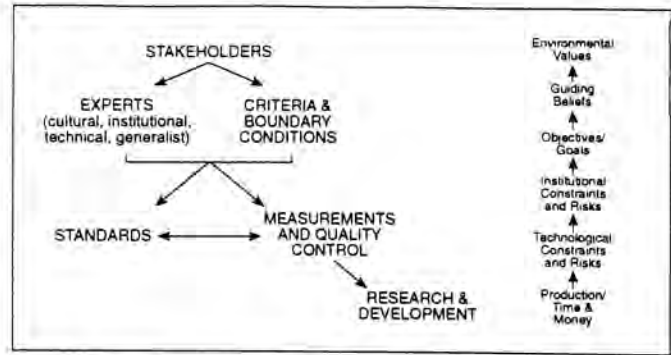 STAKEHOLDERS
EXPERTS
(cultural, institutional,
technical, generalist)
CRITERIA &
BOUNDARY
CONDITIONS
STANDARDS
MEASUREMENTS
AND QUALITY
CONTROL
RESEARCH &
DEVELOPMENT
Environmental
Values
Guiding
Beliefs
Objectives/
Goals
Institutional
Constraints
and Risks
Technological
Constraints
and Risks
Production/
Time &
Money